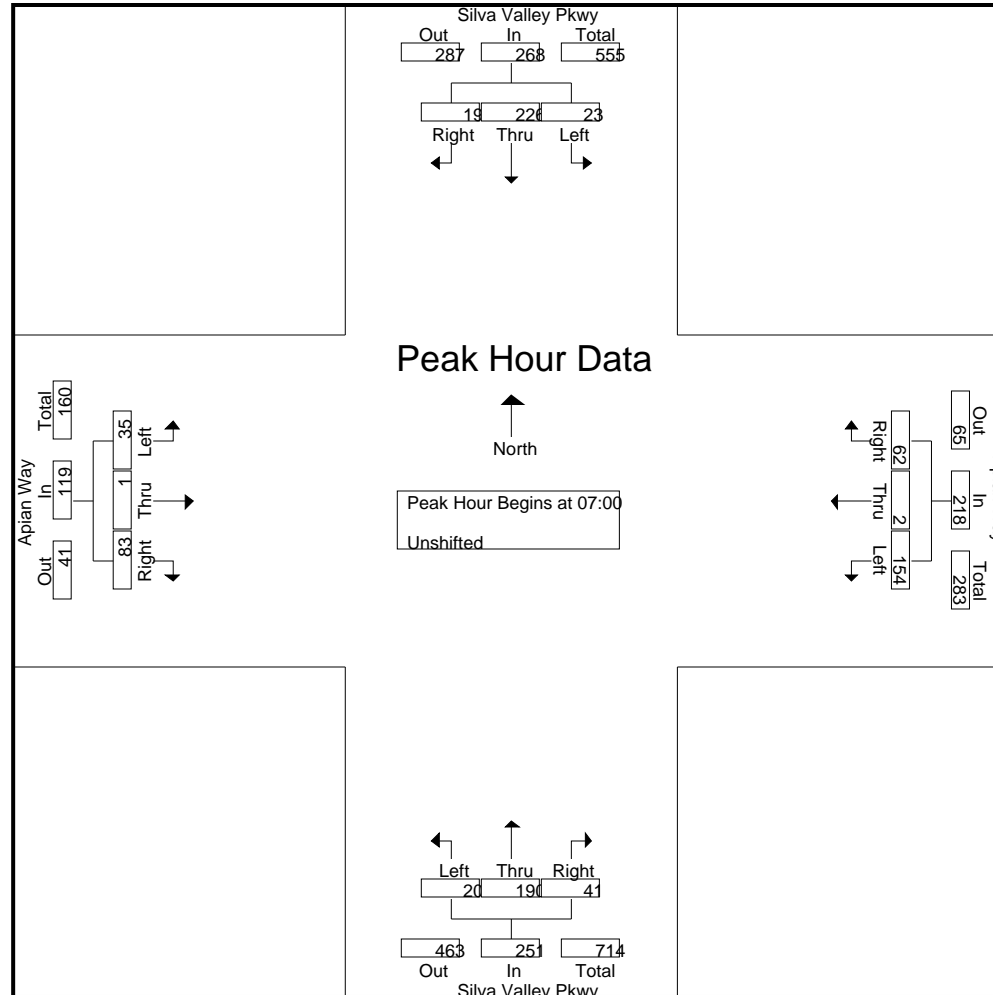 Silva Valley Pkwy
Out In Total
287 268 555
19 226 23
Right Thru Left
Peak Hour Data
North
Peak Hour Begins at 07:00
Unshifted
Apian Way
Total In Out
160 119 41
35 1 83
Left Thru Right
Right Thru Left
62 2 154
65 218 283
Out In Total
Left Thru Right
20 190 41
463 251 714
Out In Total
Silva Valley Pkwy